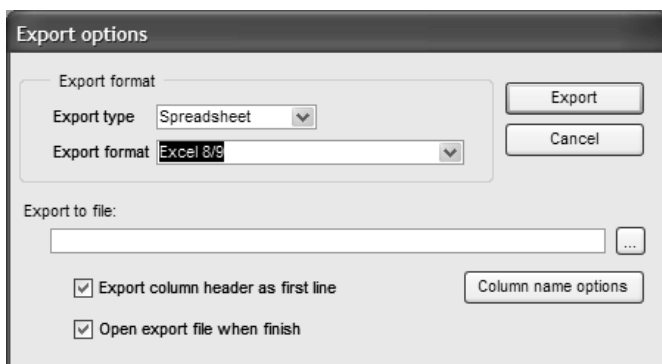 Export options
Export format
Export type Spreadsheet
Export format Excel 8/9
Export
Cancel
Export to file:
...
Export column header as first line
Column name options
Open export file when finish